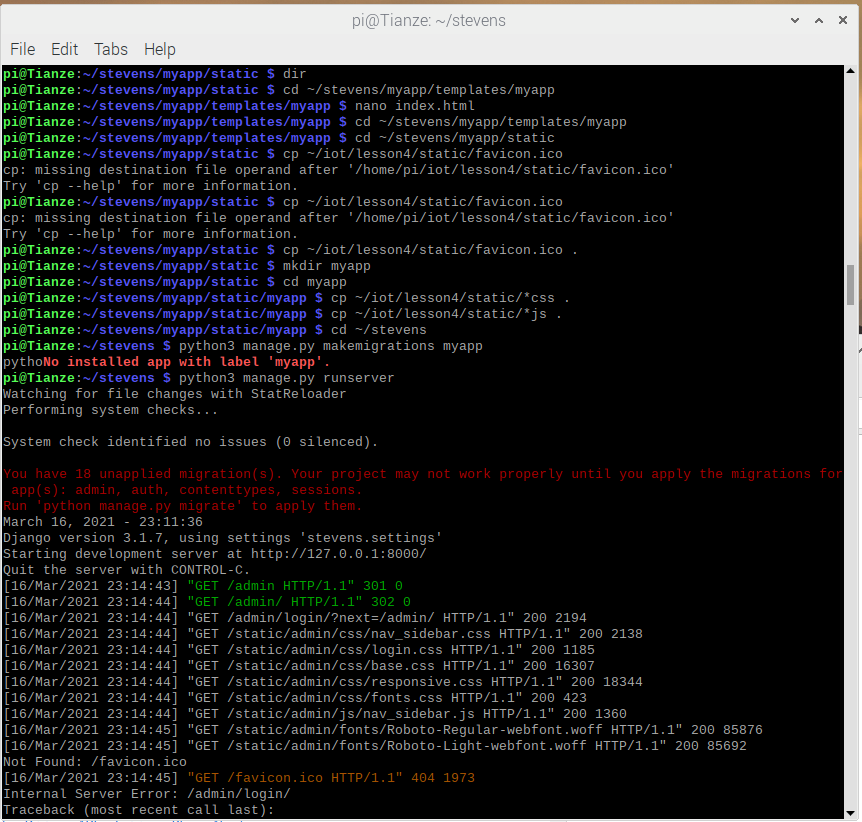 pi@Tianze: ~/stevens
File Edit Tabs Help
pi@Tianze:~/stevens/myapp/static $ dir
pi@Tianze:~/stevens/myapp/static $ cd ~/stevens/myapp/templates/myapp
pi@Tianze:~/stevens/myapp/templates/myapp $ nano index.html
pi@Tianze:~/stevens/myapp/templates/myapp $ cd ~/stevens/myapp/templates/myapp
pi@Tianze:~/stevens/myapp/templates/myapp $ cd ~/stevens/myapp/static
pi@Tianze:~/stevens/myapp/static $ cp ~/iot/lesson4/static/favicon.ico
cp: missing destination file operand after '/home/pi/iot/lesson4/static/favicon.ico'
Try 'cp --help' for more information.
pi@Tianze:~/stevens/myapp/static $ cp ~/iot/lesson4/static/favicon.ico
cp: missing destination file operand after '/home/pi/iot/lesson4/static/favicon.ico'
Try 'cp --help' for more information.
pi@Tianze:~/stevens/myapp/static $ cp ~/iot/lesson4/static/favicon.ico .
pi@Tianze:~/stevens/myapp/static $ mkdir myapp
pi@Tianze:~/stevens/myapp/static $ cd myapp
pi@Tianze:~/stevens/myapp/static/myapp $ cp ~/iot/lesson4/static/*css .
pi@Tianze:~/stevens/myapp/static/myapp $ cp ~/iot/lesson4/static/*js .
pi@Tianze:~/stevens/myapp/static/myapp $ cd ~/stevens
pi@Tianze:~/stevens $ python3 manage.py makemigrations myapp
pythoNo installed app with label 'myapp'.
pi@Tianze:~/stevens $ python3 manage.py runserver
Watching for file changes with StatReloader
Performing system checks...
System check identified no issues (0 silenced).
You have 18 unapplied migration(s). Your project may not work properly until you apply the migrations for
app(s): admin, auth, contenttypes, sessions.
Run 'python manage.py migrate' to apply them.
March 16, 2021 - 23:11:36
Django version 3.1.7, using settings 'stevens.settings'
Starting development server at http://127.0.0.1:8000/
Quit the server with CONTROL-C.
[16/Mar/2021 23:14:43] "GET /admin HTTP/1.1" 301 0
[16/Mar/2021 23:14:44] "GET /admin/ HTTP/1.1" 302 0
[16/Mar/2021 23:14:44] "GET /admin/login/?next=/admin/ HTTP/1.1" 200 2194
[16/Mar/2021 23:14:44] "GET /static/admin/css/nav_sidebar.css HTTP/1.1" 200 2138
[16/Mar/2021 23:14:44] "GET /static/admin/css/login.css HTTP/1.1" 200 1185
[16/Mar/2021 23:14:44] "GET /static/admin/css/base.css HTTP/1.1" 200 16307
[16/Mar/2021 23:14:44] "GET /static/admin/css/responsive.css HTTP/1.1" 200 18344
[16/Mar/2021 23:14:44] "GET /static/admin/css/fonts.css HTTP/1.1" 200 423
[16/Mar/2021 23:14:44] "GET /static/admin/js/nav_sidebar.js HTTP/1.1" 200 1360
[16/Mar/2021 23:14:45] "GET /static/admin/fonts/Roboto-Regular-webfont.woff HTTP/1.1" 200 85876
[16/Mar/2021 23:14:45] "GET /static/admin/fonts/Roboto-Light-webfont.woff HTTP/1.1" 200 85692
Not Found: /favicon.ico
[16/Mar/2021 23:14:45] "GET /favicon.ico HTTP/1.1" 404 1973
Internal Server Error: /admin/login/
Traceback (most recent call last):